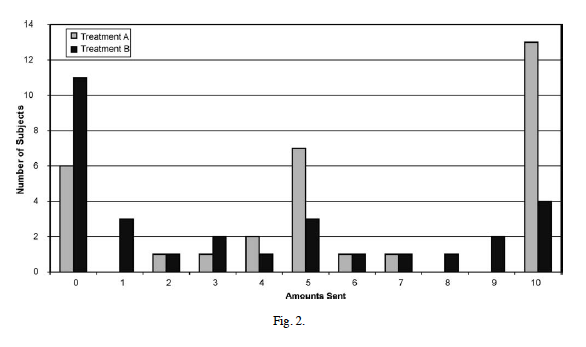 14
12
10
8
6
4
2
0
Number of Subjects
Treatment A
Treatment B
0 1 2 3 4 5 6 7 8 9 10
Amounts Sent
Fig. 2.